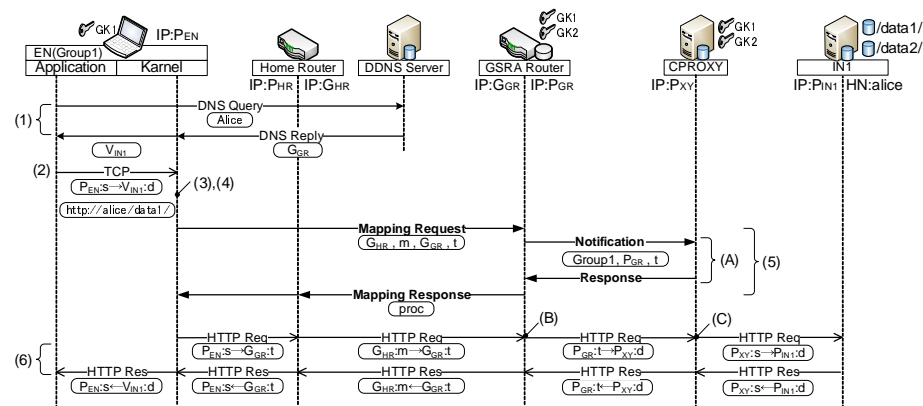 GK1
IP:PEN
EN(Group1)
Application
Karnel
Home Router
IP:PHR IP:GHR
DDNS Server
GK1
GK2
GSRA Router
IP:GGR IP:PGR
GK1
GK2
CPROXY
IP:PXY
/data1/
/data2/
IN1
IP:PIN1 HN:alice
(1)
DNS Query
Alice
DNS Reply
VIN1
GGR
(2)
TCP
PEN:s→VIN1:d
(3),(4)
http://alice/data1/
Mapping Request
GHR , m , GGR , t
Notification
Group1, PGR , t
(A)
(5)
Response
Mapping Response
proc
(B)
(C)
HTTP Req
HTTP Req
HTTP Req
HTTP Req
PEN:s→GGR:t
GHR:m→GGR:t
PGR:t→PXY:d
PXY:s→PIN1:d
(6)
HTTP Res
HTTP Res
HTTP Res
HTTP Res
HTTP Res
PEN:s←VIN1:d
PEN:s←GGR:t
GHR:m←GGR:t
PGR:t←PXY:d
PXY:s←PIN1:d